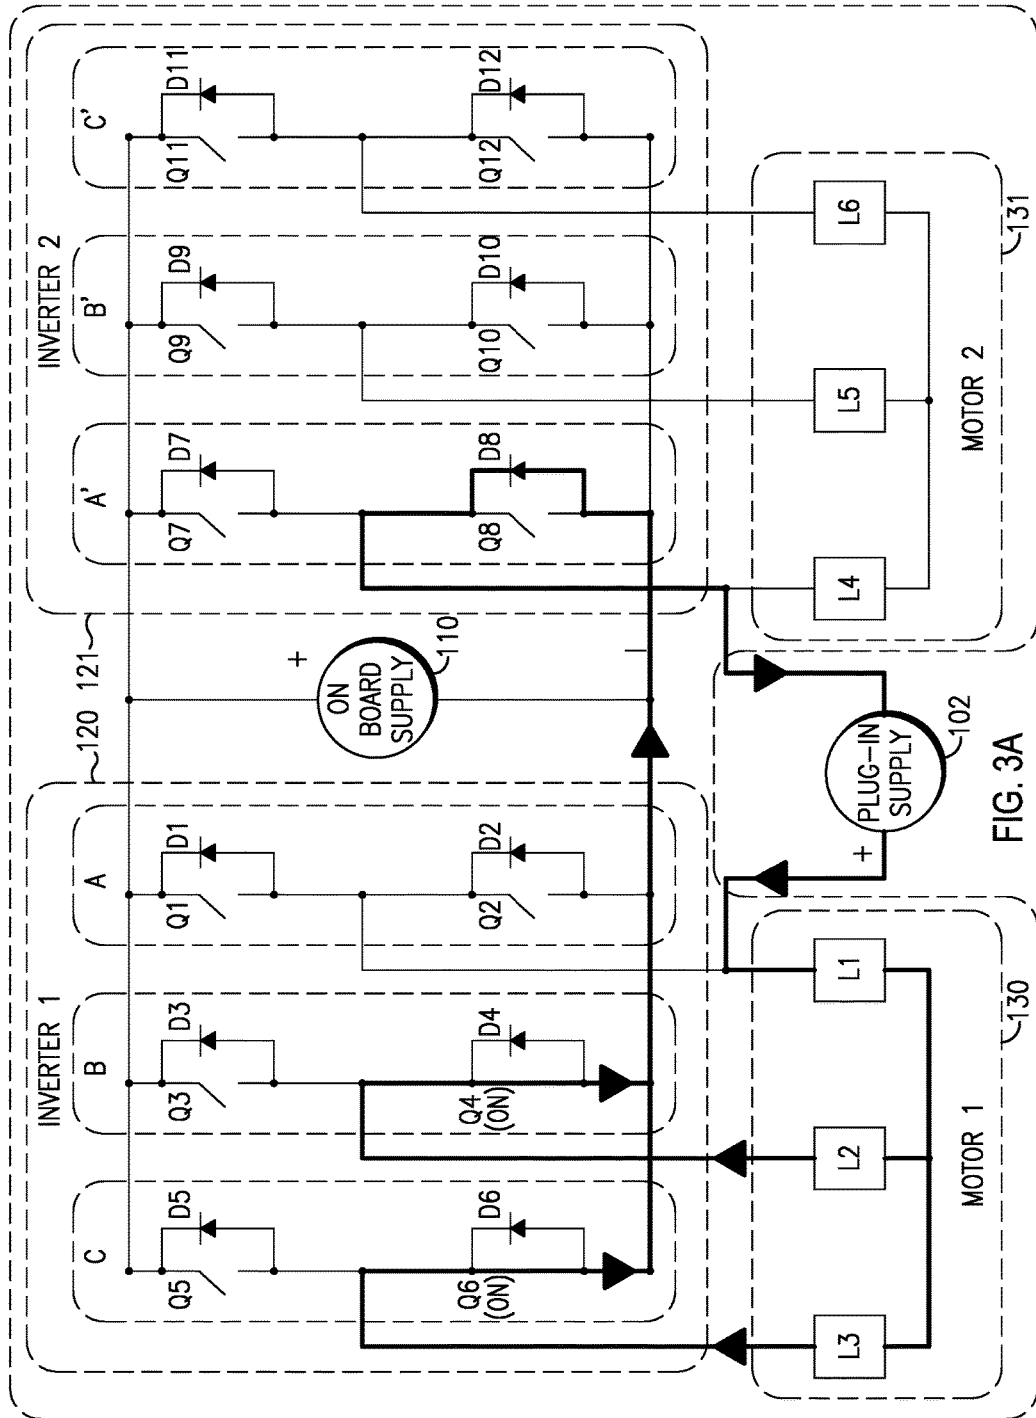 INVERTER 1
INVERTER 2
C
B
A
A'
B'
C'
Q5
D5
Q3
D3
Q1
D1
Q7
D7
Q9
D9
Q11
D11
120
121
+
ON
BOARD
SUPPLY
110
−
Q6
(ON)
D6
Q4
(ON)
D4
Q2
D2
Q8
D8
Q10
D10
Q12
D12
L3
L2
L1
L4
L5
L6
+
PLUG-IN
SUPPLY
102
MOTOR 1
130
MOTOR 2
131
FIG. 3A